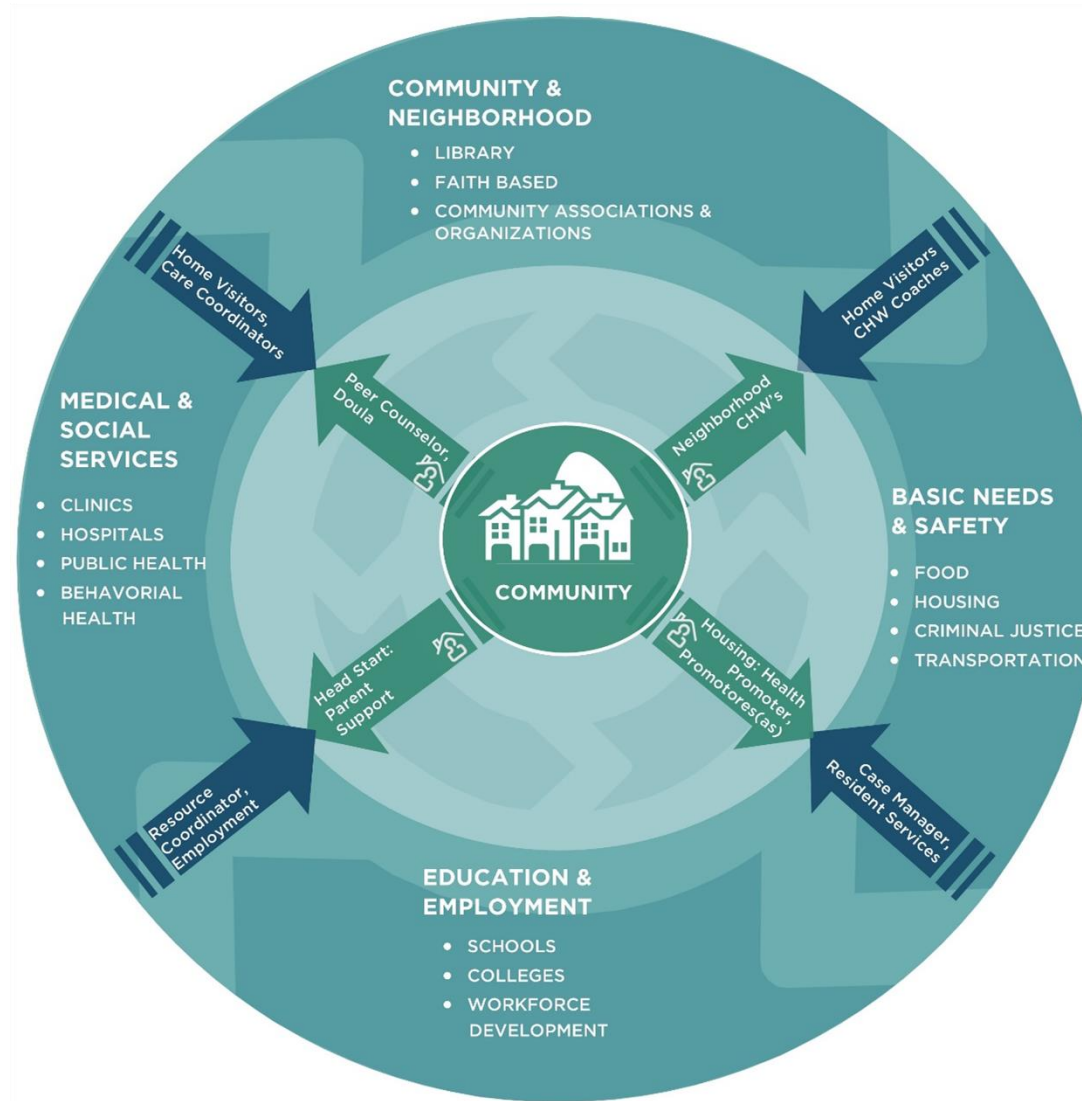 COMMUNITY &
NEIGHBORHOOD
• LIBRARY
• FAITH BASED
• COMMUNITY ASSOCIATIONS &
ORGANIZATIONS
Home Visitors,
Care Coordinators
Home Visitors
CHW Coaches
Peer Counselor,
Doula
Neighborhood
CHW's
MEDICAL &
SOCIAL
SERVICES
• CLINICS
• HOSPITALS
• PUBLIC HEALTH
• BEHAVORIAL
HEALTH
COMMUNITY
BASIC NEEDS
& SAFETY
• FOOD
• HOUSING
• CRIMINAL JUSTICE
• TRANSPORTATION
Head Start:
Parent
Support
Housing: Health
Promoter,
Promotores(as)
Resource
Coordinator,
Employment
Case Manager,
Resident Services
EDUCATION &
EMPLOYMENT
• SCHOOLS
• COLLEGES
• WORKFORCE
DEVELOPMENT